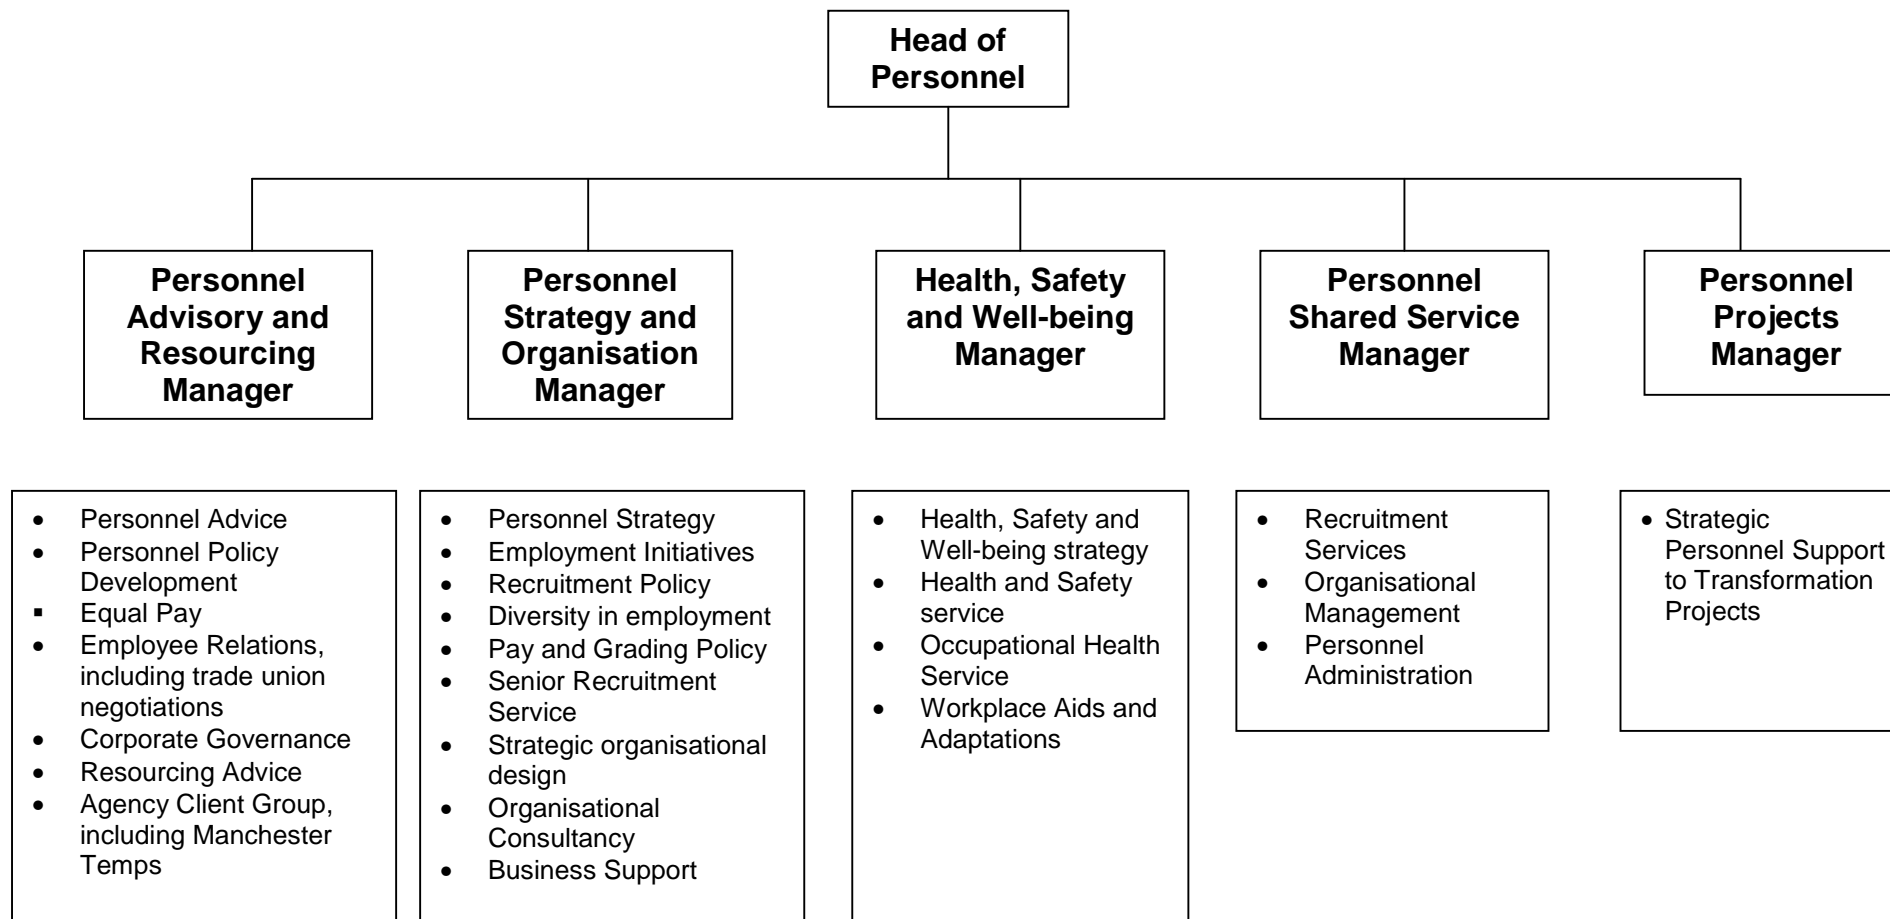 Head of
Personnel
Personnel
Advisory and
Resourcing
Manager
Personnel
Strategy and
Organisation
Manager
Health, Safety
and Well-being
Manager
Personnel
Shared Service
Manager
Personnel
Projects
Manager
• Personnel Advice
• Personnel Policy
Development
▪ Equal Pay
• Employee Relations,
including trade union
negotiations
• Corporate Governance
• Resourcing Advice
• Agency Client Group,
including Manchester
Temps
• Personnel Strategy
• Employment Initiatives
• Recruitment Policy
• Diversity in employment
• Pay and Grading Policy
• Senior Recruitment
Service
• Strategic organisational
design
• Organisational
Consultancy
• Business Support
• Health, Safety and
Well-being strategy
• Health and Safety
service
• Occupational Health
Service
• Workplace Aids and
Adaptations
• Recruitment
Services
• Organisational
Management
• Personnel
Administration
• Strategic
Personnel Support
to Transformation
Projects